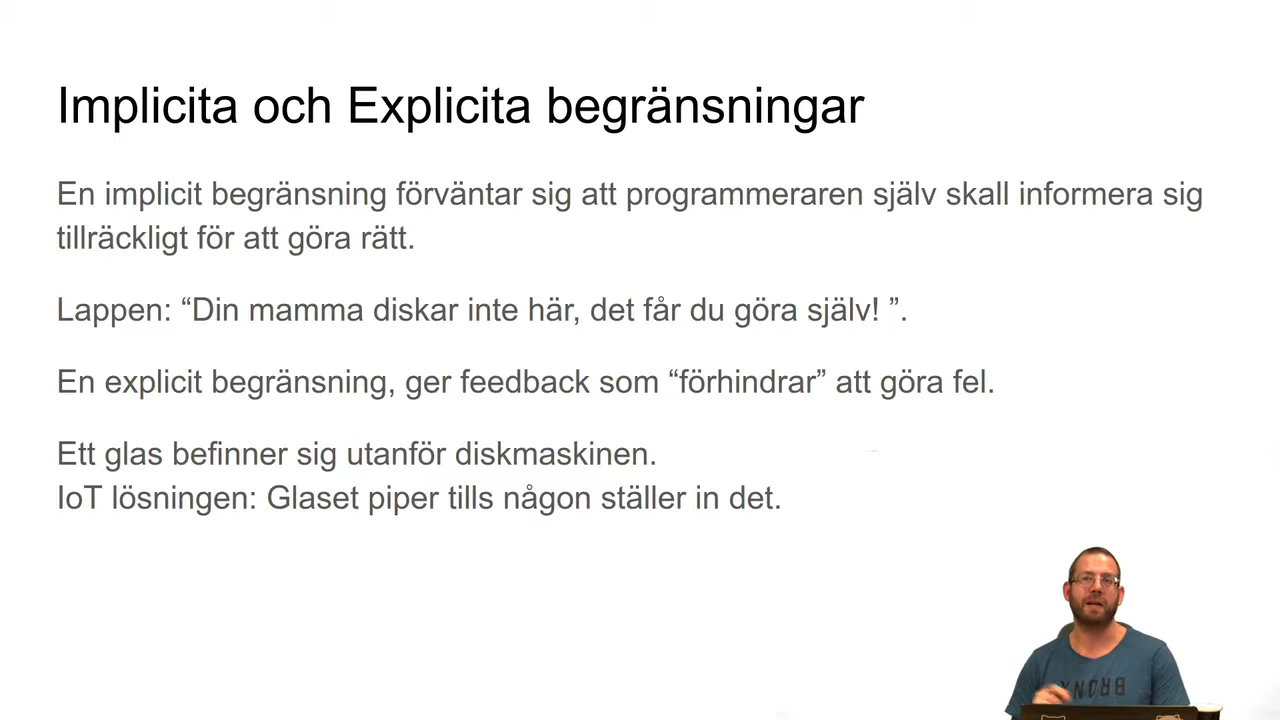 Implicita och Explicita begränsningar
En implicit begränsning förväntar sig att programmeraren själv skall informera sig
tillräckligt för att göra rätt.
Lappen: “Din mamma diskar inte här, det får du göra själv! ”.
En explicit begränsning, ger feedback som “förhindrar” att göra fel.
Ett glas befinner sig utanför diskmaskinen.
IoT lösningen: Glaset piper tills någon ställer in det.
BRONX